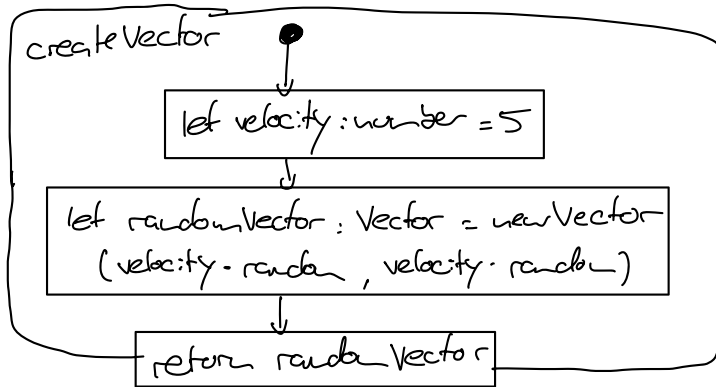 createVector
let velocity : number = 5
let randomVector : Vector = new Vector
(velocity · random , velocity · random)
return randomVector